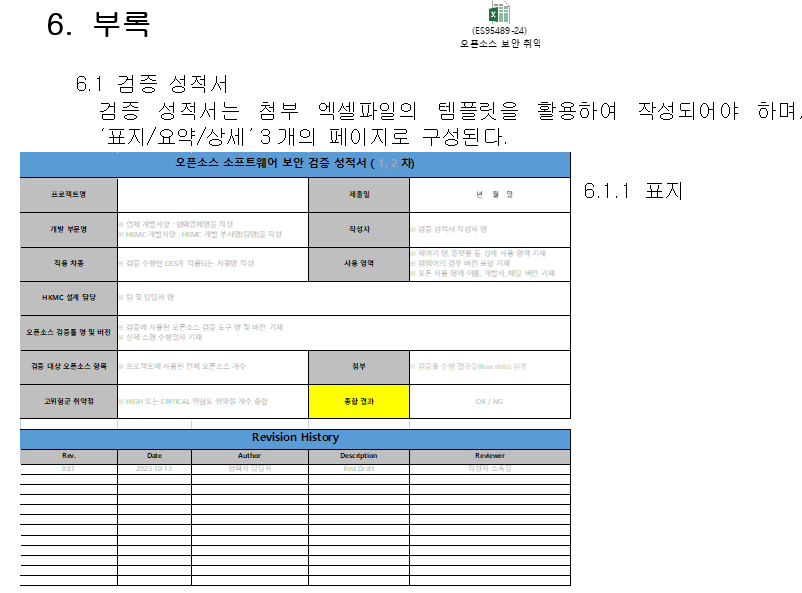 6. 부록
(ES95489-24)
오픈소스 보안 취약
6.1 검증 성적서
검증 성적서는 첨부 엑셀파일의 템플릿을 활용하여 작성되어야 하며,
‘표지/요약/상세’ 3개의 페이지로 구성된다.
오픈소스 소프트웨어 보안 검증 성적서 ( 1, 2 차)
6.1.1 표지
프로젝트명
제출일
년 월 일
개발 부문명
※ 업체 개발사양 : 협력업체명을 작성
※ HKMC 개발사양 : HKMC 개발 부서명(팀명)을 작성
작성자
※ 검증 성적서 작성자 명
적용 차종
※ 검증 수행한 OSS가 적용되는 차종명 작성
사용 영역
※ 제어기 명, 플랫폼 등 상세 사용 영역 기재
※ 펌웨어의 경우 버전 포함 기재
※ 모든 사용 영역 이름, 개발사, 해당 버전 기재
HKMC 설계 담당
※ 팀 및 담당자 명
오픈소스 검증툴 명 및 버전
※ 검증에 사용된 오픈소스 검증 도구 명 및 버전 기재
※ 실제 스캔 수행일자 기재
검증 대상 오픈소스 항목
※ 프로젝트에 사용된 전체 오픈소스 개수
첨부
※ 검증툴 수행 결과물(Raw data) 첨부
고위험군 취약점
※ HIGH 또는 CRITICAL 위험도 취약점 개수 총합
종합 결과
OK / NG
Revision History
Rev. Date Author Description Reviewer
0.01 2023-10-13 협력사 담당자 First Draft 작성자 소속장